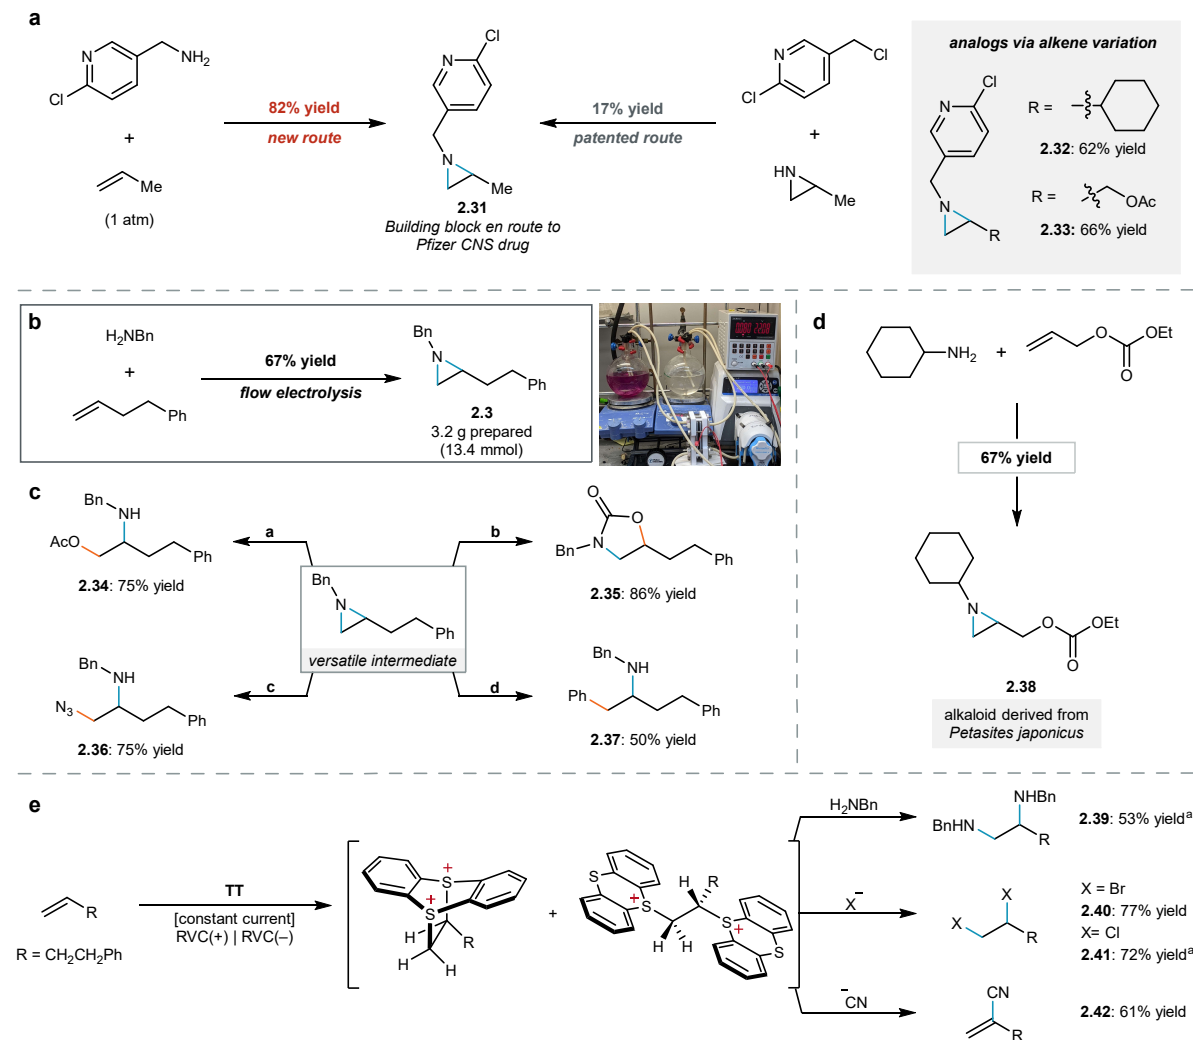 a
N
NH2
Cl
+
Me
(1 atm)
82% yield
new route
Cl
N
N
Me
2.31
Building block en route to
Pfizer CNS drug
17% yield
patented route
N
Cl
Cl
+
HN
Me
analogs via alkene variation
Cl
N
N
R
R =
2.32: 62% yield
R =
OAc
2.33: 66% yield
b
H2NBn
+
Ph
67% yield
flow electrolysis
Bn
N
Ph
2.3
3.2 g prepared
(13.4 mmol)
c
Bn
NH
AcO
Ph
2.34: 75% yield
a
b
O
O
Bn
N
Ph
2.35: 86% yield
Bn
N
Ph
versatile intermediate
Bn
NH
N3
Ph
2.36: 75% yield
c
d
Bn
NH
Ph
Ph
2.37: 50% yield
d
NH2
+
O
OEt
O
67% yield
N
O
OEt
O
2.38
alkaloid derived from
Petasites japonicus
e
R
R = CH2CH2Ph
TT
[constant current]
RVC(+) | RVC(–)
+
S
+
S
H
R
H
H
+
S
+
S
H
R
H
H
S
+
S
H2NBn
NHBn
BnHN
R
2.39: 53% yield a
X–
X
X
R
X = Br
2.40: 77% yield
X= Cl
2.41: 72% yield a
–CN
CN
R
2.42: 61% yield